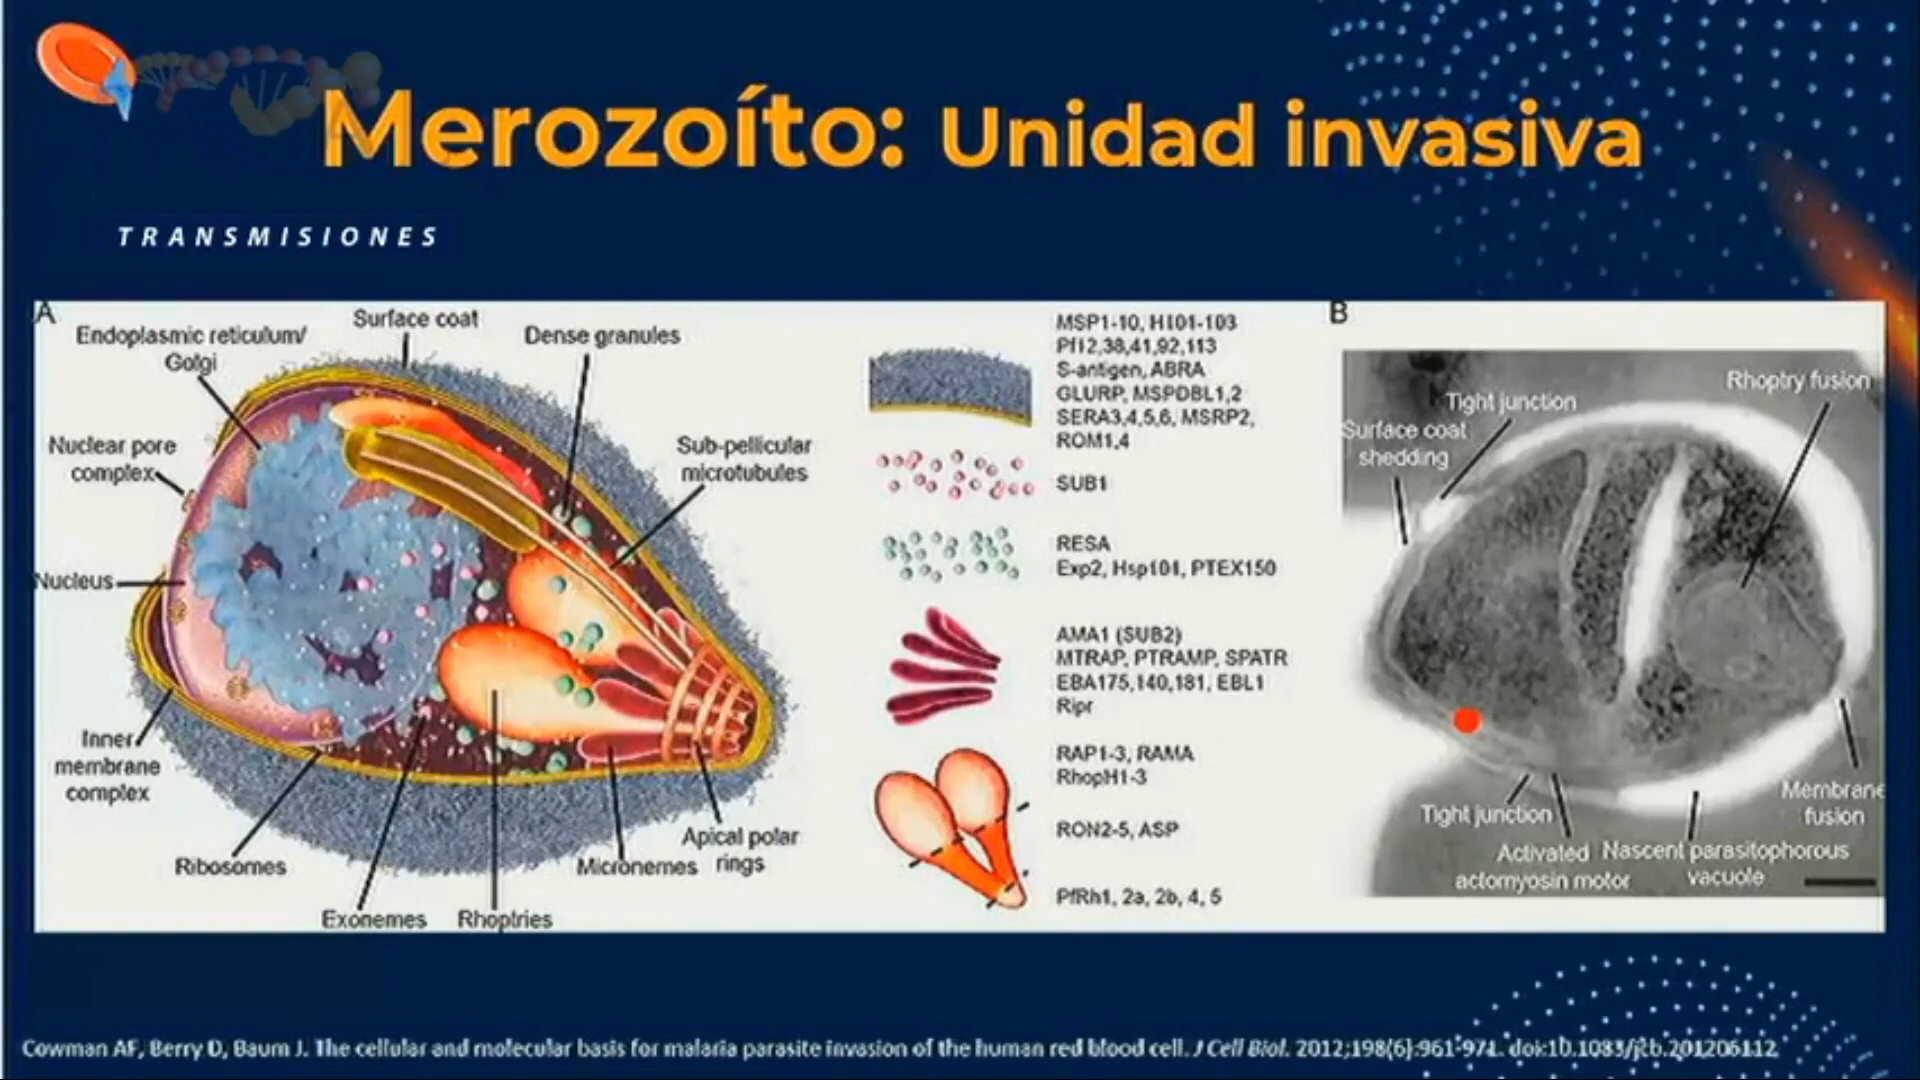 Merozoíto: Unidad invasiva
TRANSMISIONES
A
Surface coat
Endoplasmic reticulum/
Golgi
Dense granules
Nuclear pore
complex
Sub-pellicular
microtubules
Nucleus
Inner
membrane
complex
Ribosomes
Exonemes
Rhoptries
Micronemes
Apical polar
rings
MSP1-10, H101-103
Pf12,38,41,92,113
S-antigen, ABRA
GLURP, MSPDBL1,2
SERA3,4,5,6, MSRP2,
ROM1,4
SUB1
RESA
Exp2, Hsp101, PTEX150
AMA1 (SUB2)
MTRAP, PTRAMP, SPATR
EBA175,140,181, EBL1
Ripr
RAP1-3, RAMA
RhopH1-3
RON2-5, ASP
PfRh1, 2a, 2b, 4, 5
B
Rhoptry fusion
Tight junction
Surface coat
shedding
Tight junction
Activated
actomyosin motor
Nascent parasitophorous
vacuole
Membrane
fusion
Cowman AF, Berry D, Baum J. The cellular and molecular basis for malaria parasite invasion of the human red blood cell. J Cell Biol. 2012;198(6):961-971. doi:10.1083/jcb.201206112